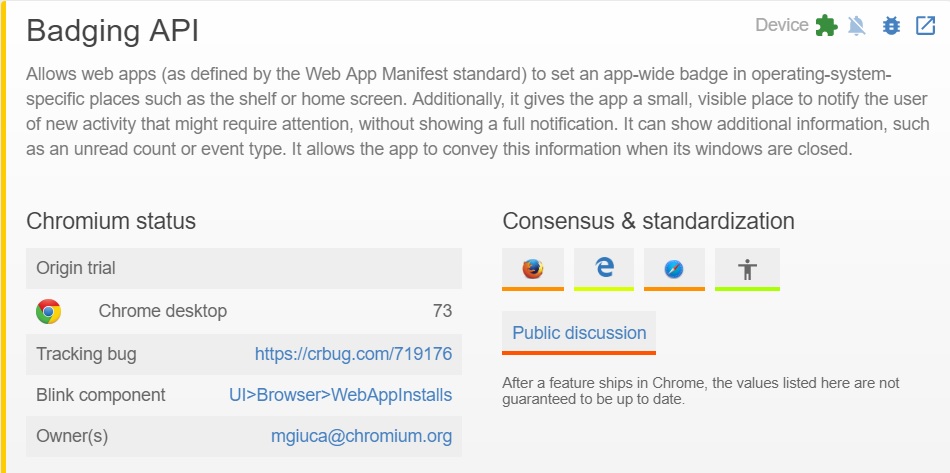 Badging API
Device
Allows web apps (as defined by the Web App Manifest standard) to set an app-wide badge in operating-system-
specific places such as the shelf or home screen. Additionally, it gives the app a small, visible place to notify the user
of new activity that might require attention, without showing a full notification. It can show additional information, such
as an unread count or event type. It allows the app to convey this information when its windows are closed.
Chromium status
Origin trial
Chrome desktop 73
Tracking bug https://crbug.com/719176
Blink component UI>Browser>WebAppInstalls
Owner(s) mgiuca@chromium.org
Consensus & standardization
Public discussion
After a feature ships in Chrome, the values listed here are not
guaranteed to be up to date.